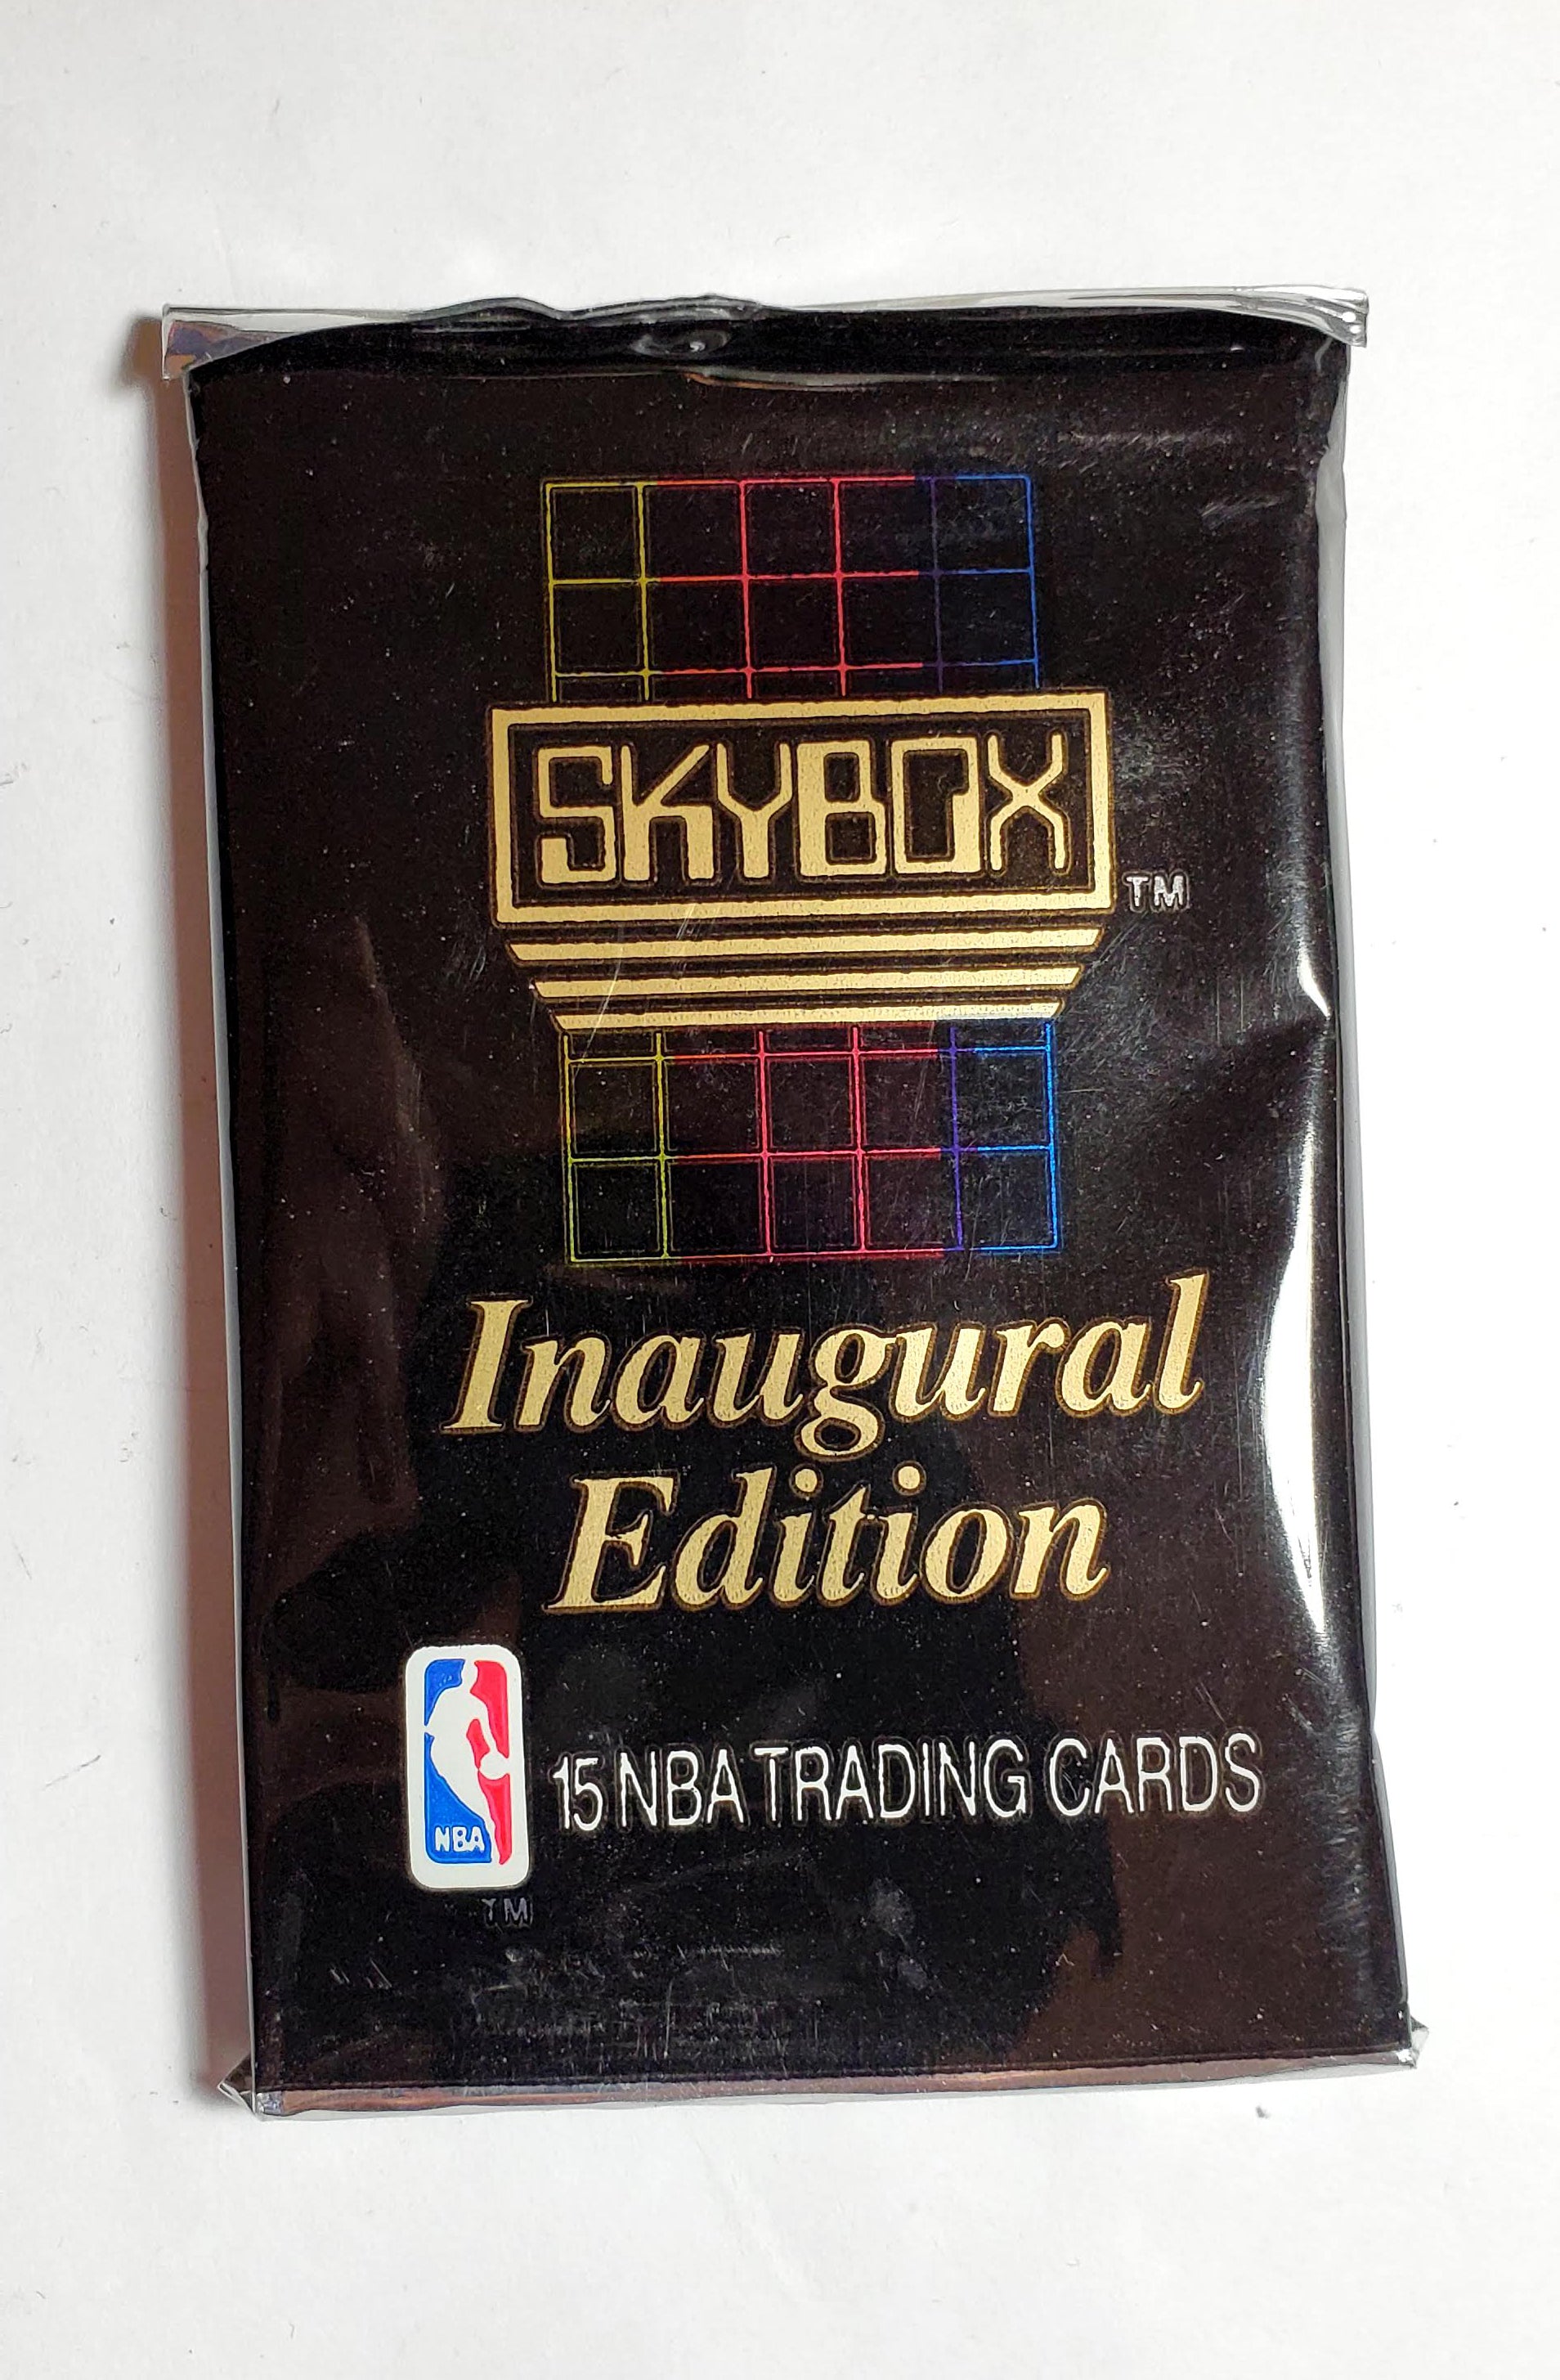 SKYBOX
TM
Inaugural
Edition
NBA
15 NBA TRADING CARDS
TM